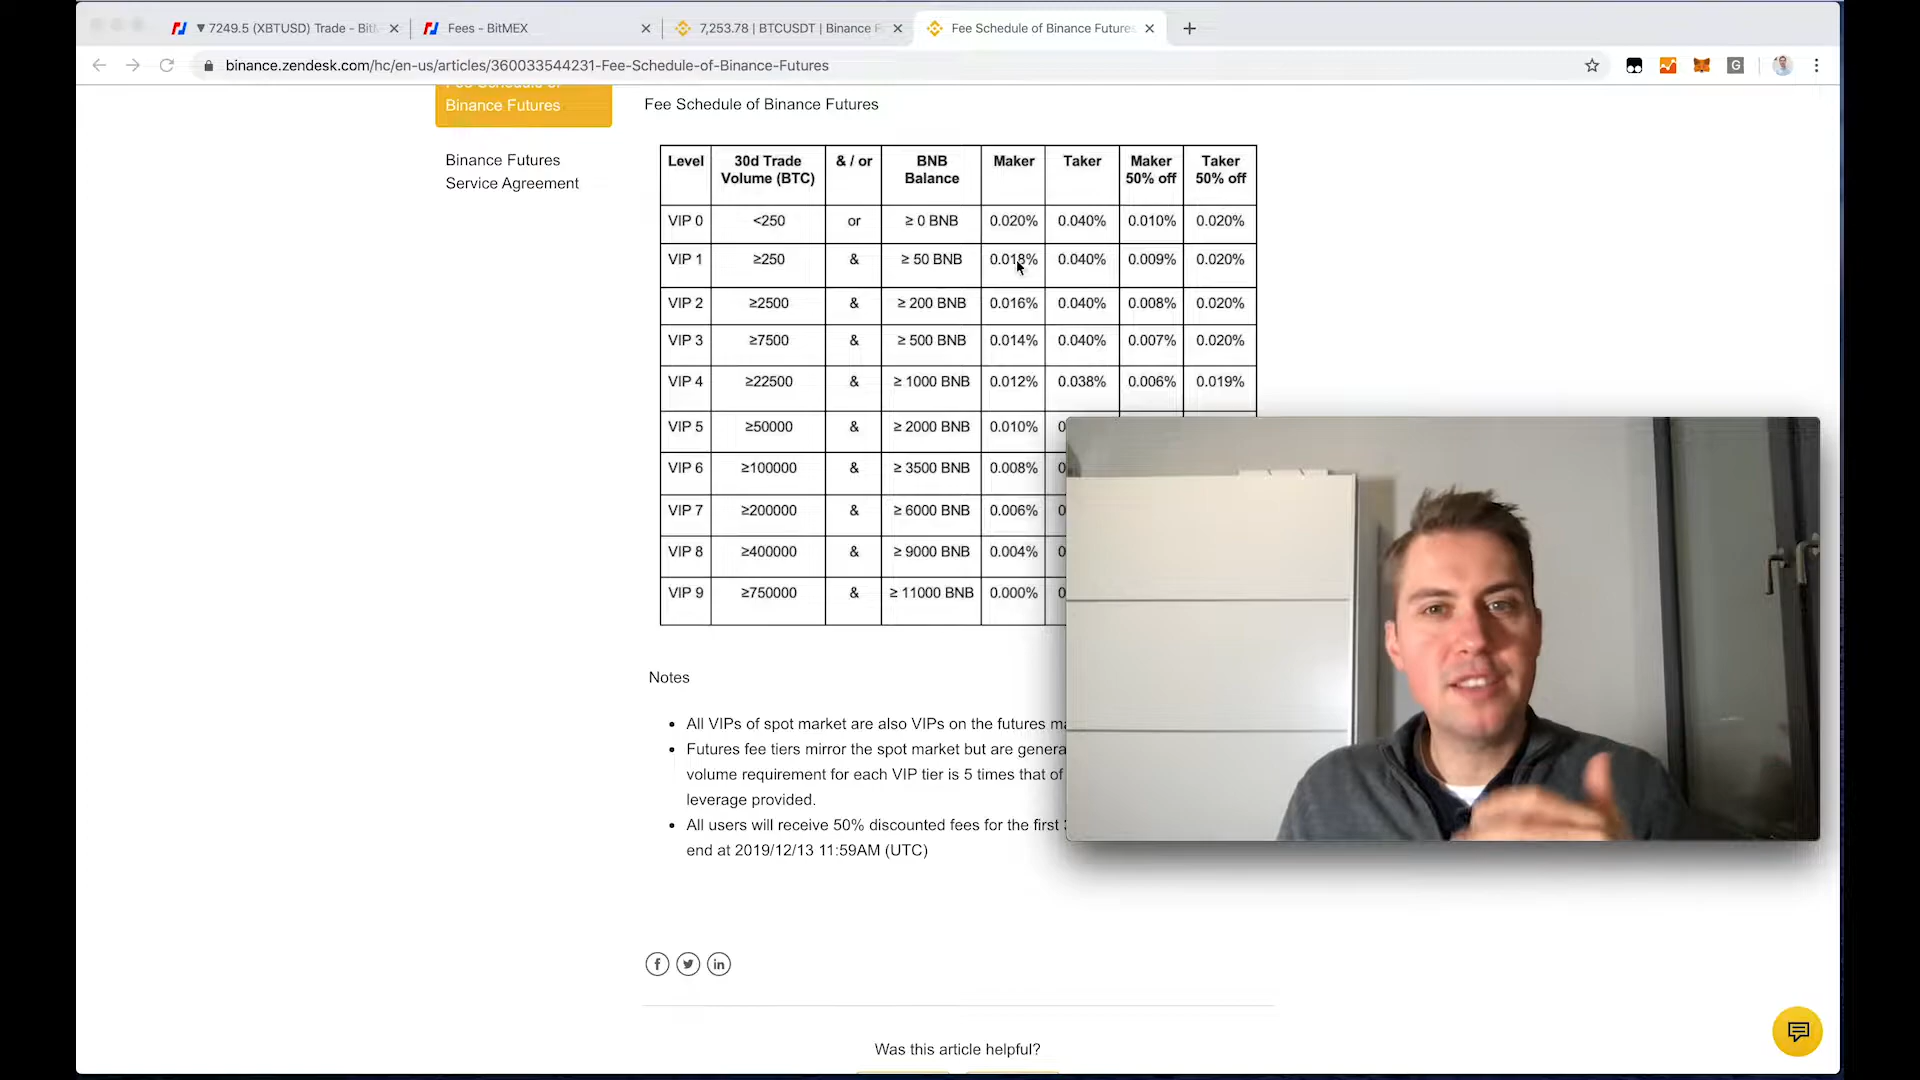 7249.5 (XBTUSD) Trade - Bit
Fees - BitMEX
7,253.78 | BTCUSDT | Binance F
Fee Schedule of Binance Futures
binance.zendesk.com/hc/en-us/articles/360033544231-Fee-Schedule-of-Binance-Futures
Fee Schedule of
Binance Futures
Binance Futures
Service Agreement
Fee Schedule of Binance Futures
Level 30d Trade Volume (BTC) & / or BNB Balance Maker Taker Maker 50% off Taker 50% off
VIP 0 <250 or ≥ 0 BNB 0.020% 0.040% 0.010% 0.020%
VIP 1 ≥250 & ≥ 50 BNB 0.018% 0.040% 0.009% 0.020%
VIP 2 ≥2500 & ≥ 200 BNB 0.016% 0.040% 0.008% 0.020%
VIP 3 ≥7500 & ≥ 500 BNB 0.014% 0.040% 0.007% 0.020%
VIP 4 ≥22500 & ≥ 1000 BNB 0.012% 0.038% 0.006% 0.019%
VIP 5 ≥50000 & ≥ 2000 BNB 0.010%
VIP 6 ≥100000 & ≥ 3500 BNB 0.008%
VIP 7 ≥200000 & ≥ 6000 BNB 0.006%
VIP 8 ≥400000 & ≥ 9000 BNB 0.004%
VIP 9 ≥750000 & ≥ 11000 BNB 0.000%
Notes
All VIPs of spot market are also VIPs on the futures
Futures fee tiers mirror the spot market but are
volume requirement for each VIP tier is 5 times that of
leverage provided.
All users will receive 50% discounted fees for the first
end at 2019/12/13 11:59AM (UTC)
Was this article helpful?